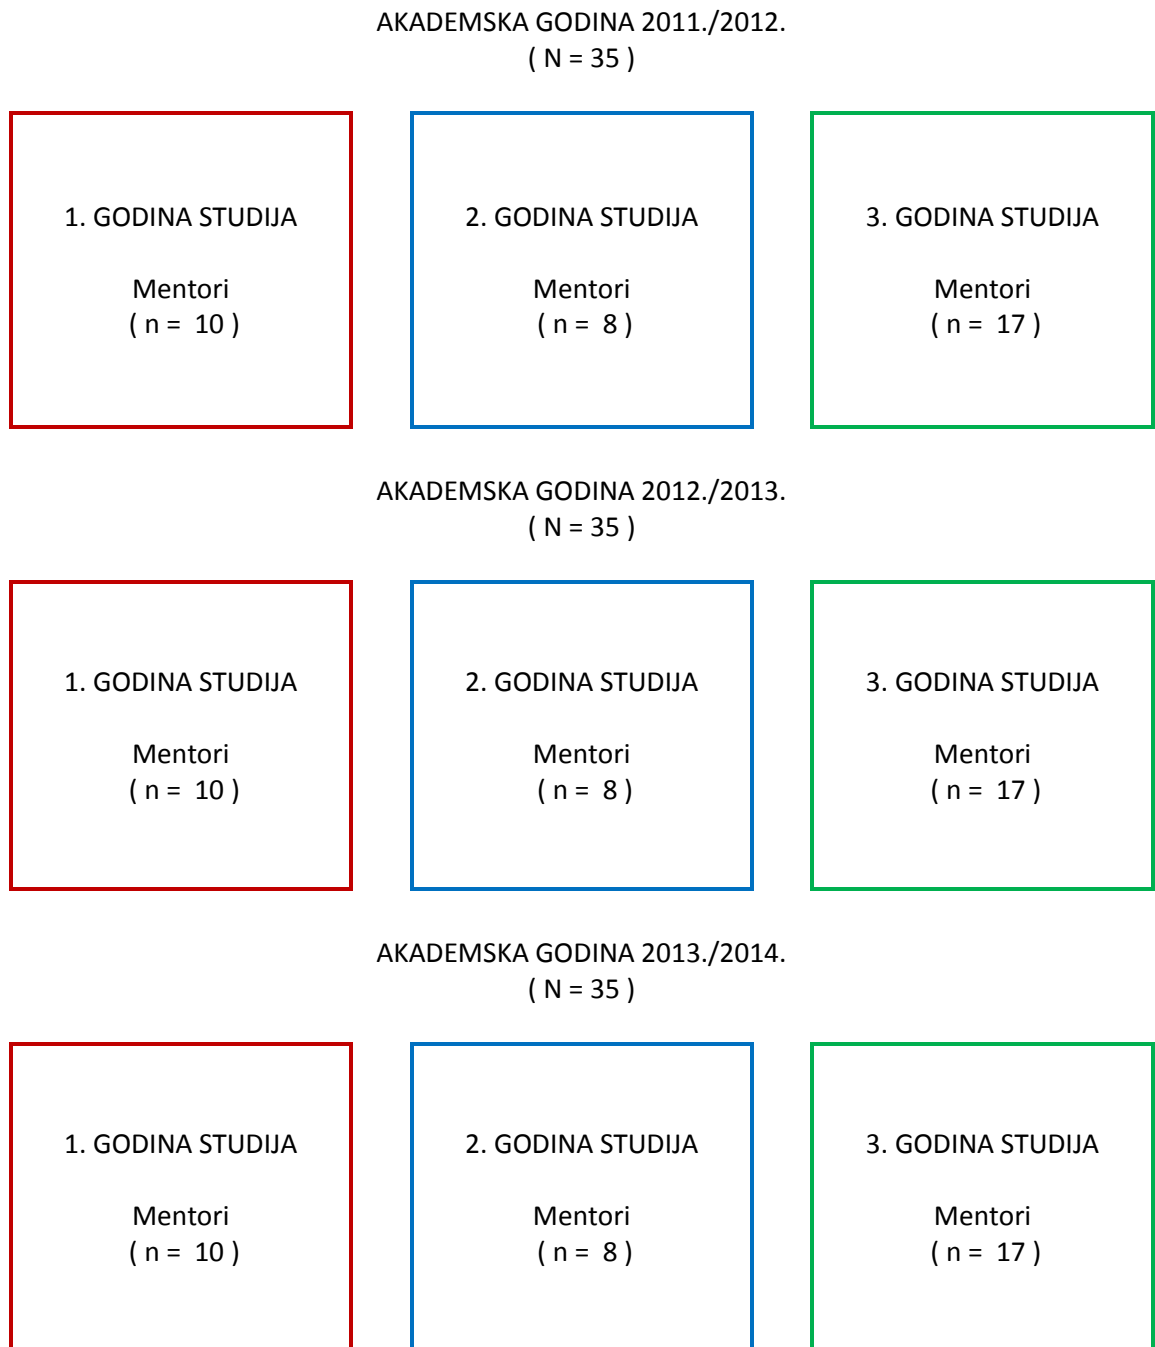 AKADEMSKA GODINA 2011./2012.
( N = 35 )
1. GODINA STUDIJA
Mentori
( n = 10 )
2. GODINA STUDIJA
Mentori
( n = 8 )
3. GODINA STUDIJA
Mentori
( n = 17 )
AKADEMSKA GODINA 2012./2013.
( N = 35 )
1. GODINA STUDIJA
Mentori
( n = 10 )
2. GODINA STUDIJA
Mentori
( n = 8 )
3. GODINA STUDIJA
Mentori
( n = 17 )
AKADEMSKA GODINA 2013./2014.
( N = 35 )
1. GODINA STUDIJA
Mentori
( n = 10 )
2. GODINA STUDIJA
Mentori
( n = 8 )
3. GODINA STUDIJA
Mentori
( n = 17 )